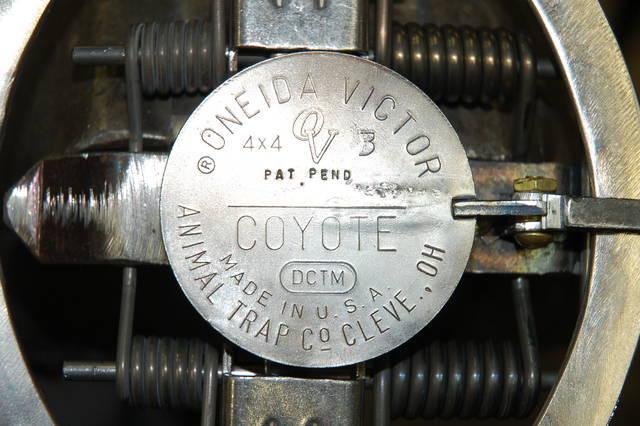 ® ONEIDA VICTOR
4x4 OV 3
PAT. PEND
COYOTE
DCTM
MADE IN U.S.A.
ANIMAL TRAP Co CLEVE., OH